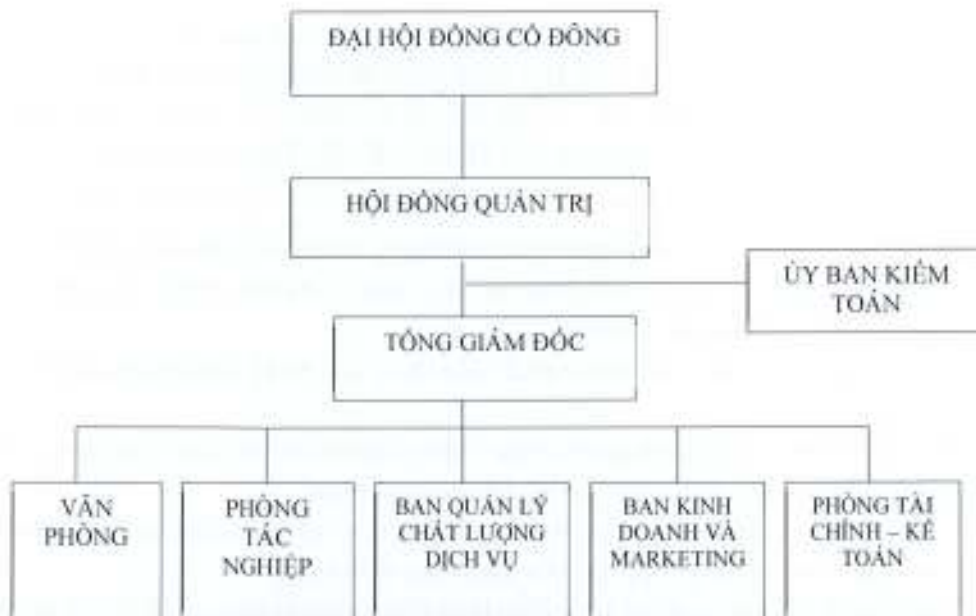 ĐẠI HỘI ĐỒNG CỔ ĐÔNG
HỘI ĐỒNG QUẢN TRỊ
ỦY BAN KIỂM
TOÁN
TỔNG GIÁM ĐỐC
VĂN
PHÒNG
PHÒNG
TÁC
NGHIỆP
BAN QUẢN LÝ
CHẤT LƯỢNG
DỊCH VỤ
BAN KINH
DOANH VÀ
MARKETING
PHÒNG TÀI
CHÍNH – KẾ
TOÁN